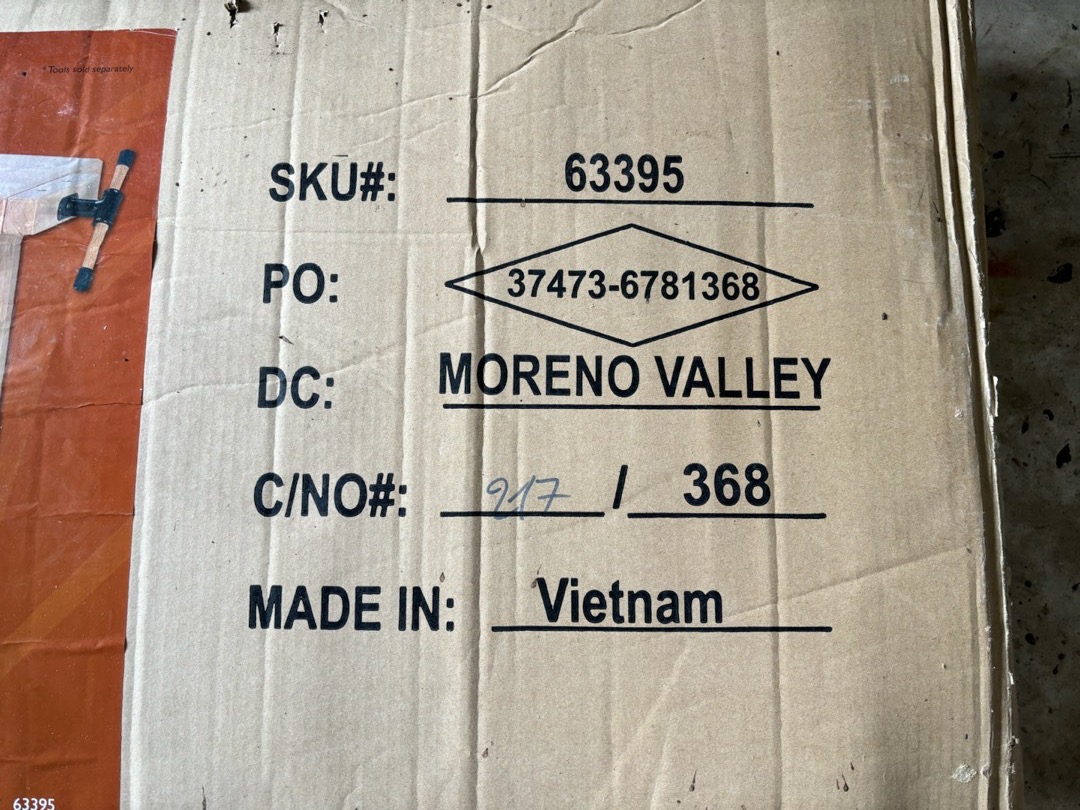 * Tools sold separately
SKU#: 63395
PO: 37473-6781368
DC: MORENO VALLEY
C/NO#: 217 / 368
MADE IN: Vietnam
63395